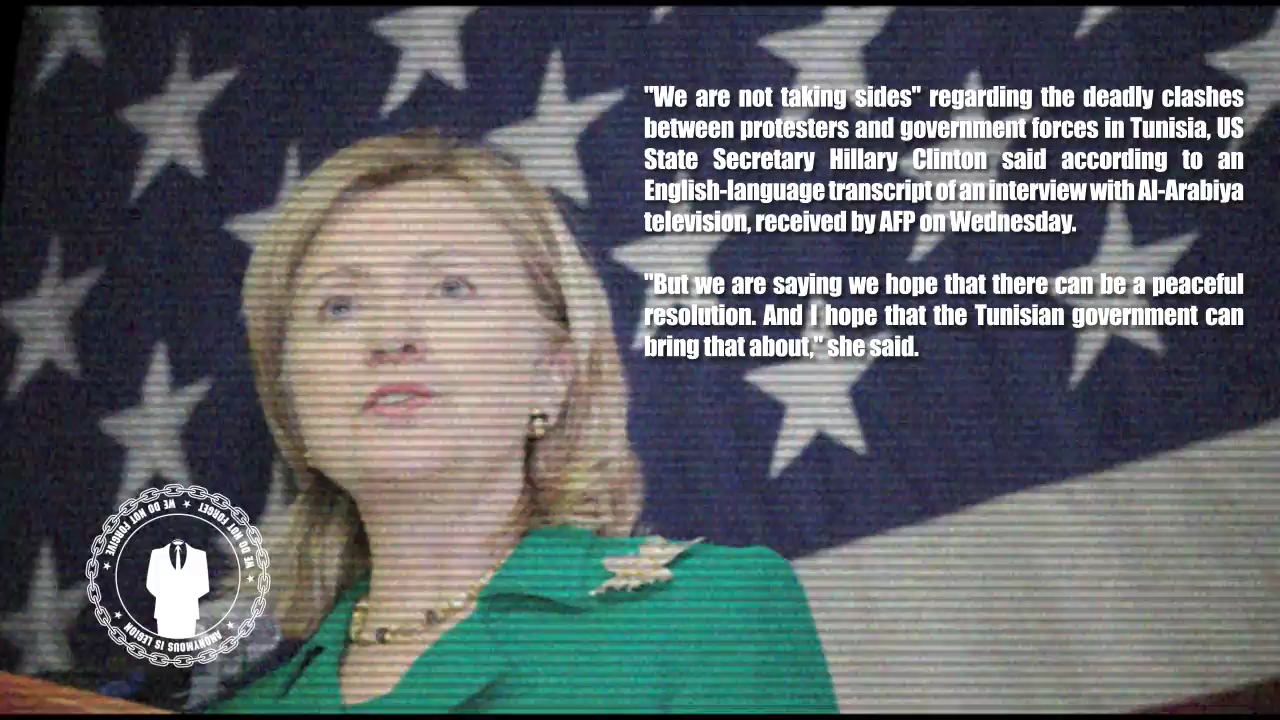 "We are not taking sides" regarding the deadly clashes
between protesters and government forces in Tunisia, US
State Secretary Hillary Clinton said according to an
English-language transcript of an interview with Al-Arabiya
television, received by AFP on Wednesday.
"But we are saying we hope that there can be a peaceful
resolution. And I hope that the Tunisian government can
bring that about," she said.
WE DO NOT FORGIVE ★ WE DO NOT FORGET ★ ANONYMOUS IS LEGION ★